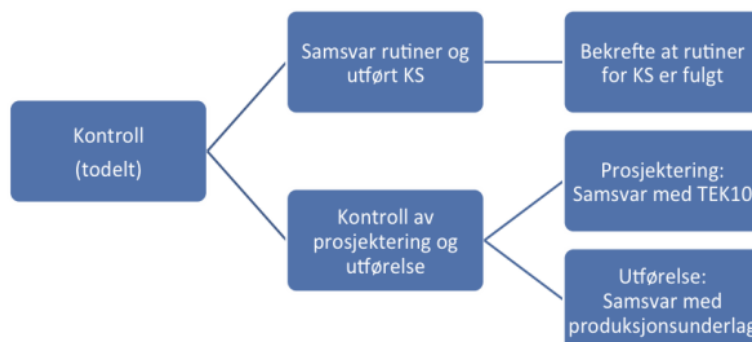 Kontroll
(todelt)
Samsvar rutiner og
utført KS
Bekrefte at rutiner
for KS er fulgt
Kontroll av
prosjektering og
utførelse
Prosjektering:
Samsvar med TEK10
Utførelse:
Samsvar med
produksjonsunderlag